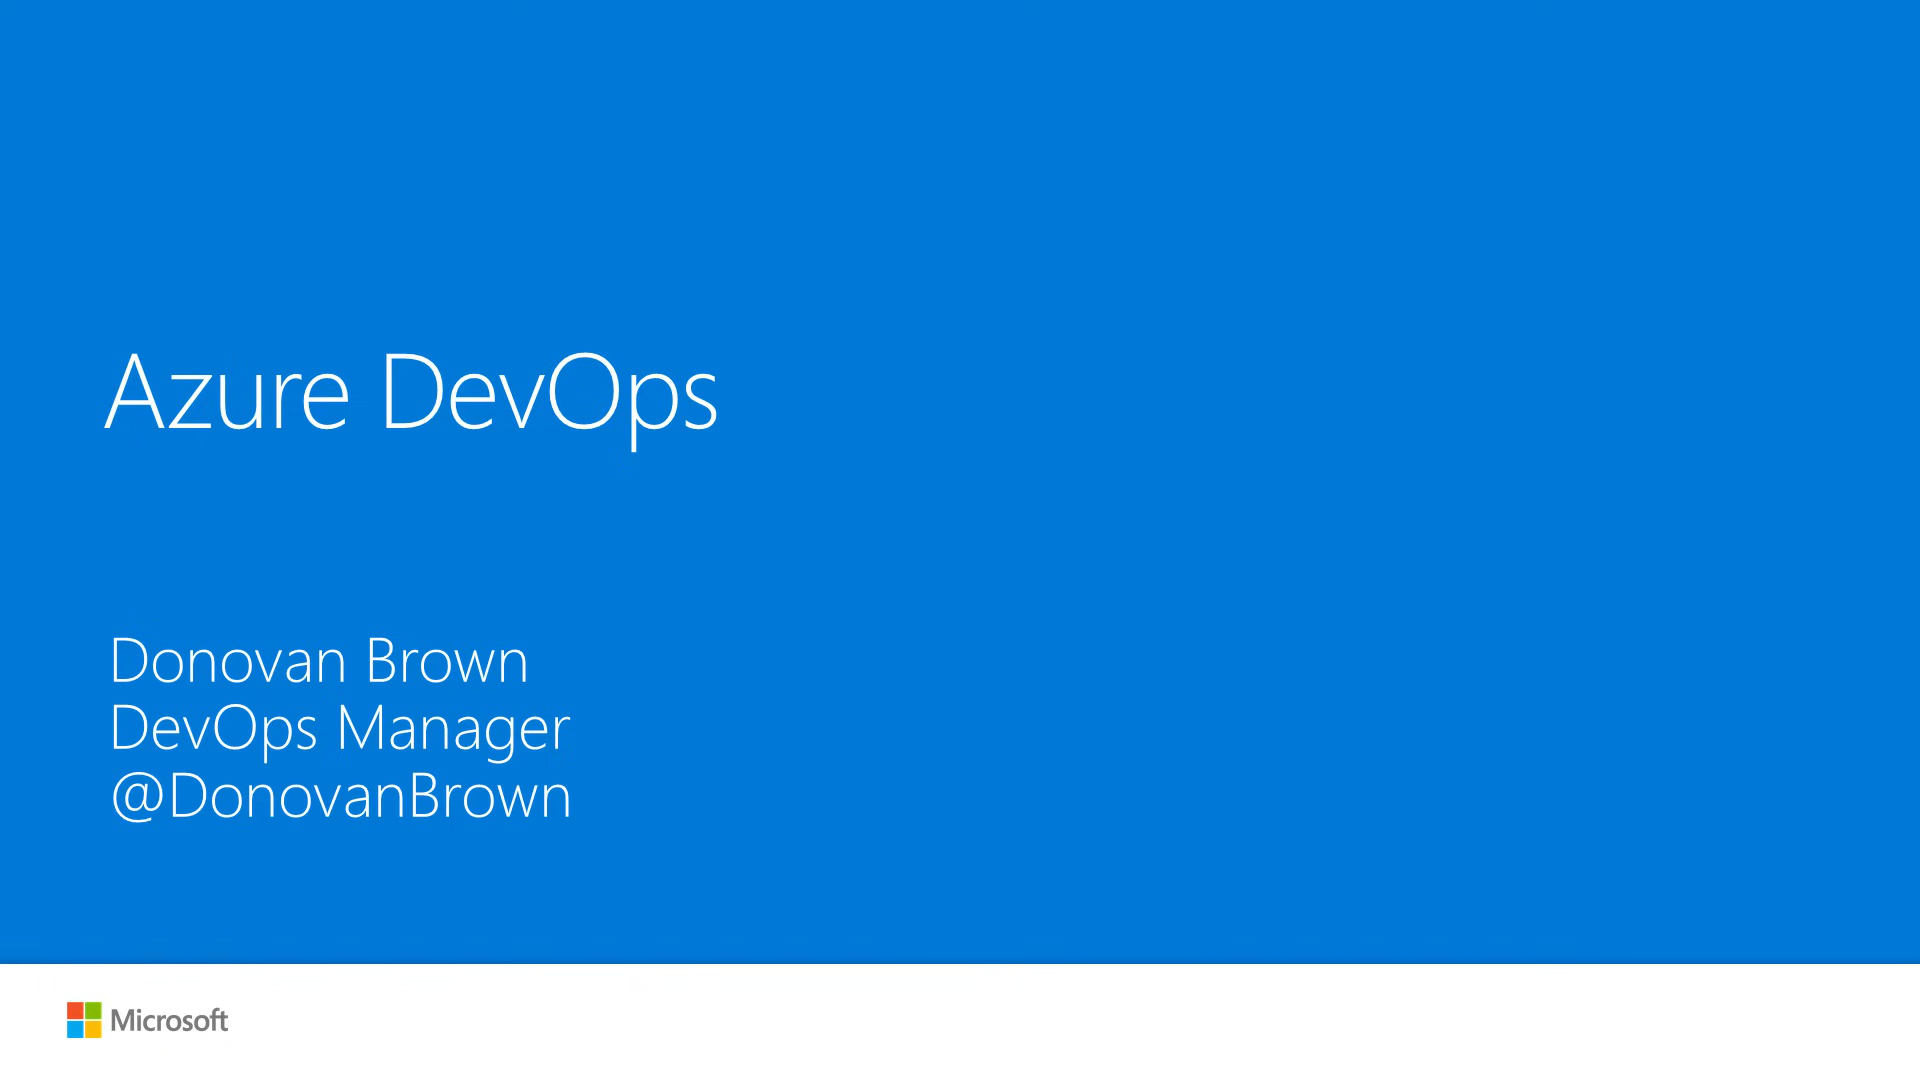 Azure DevOps
Donovan Brown
DevOps Manager
@DonovanBrown
Microsoft